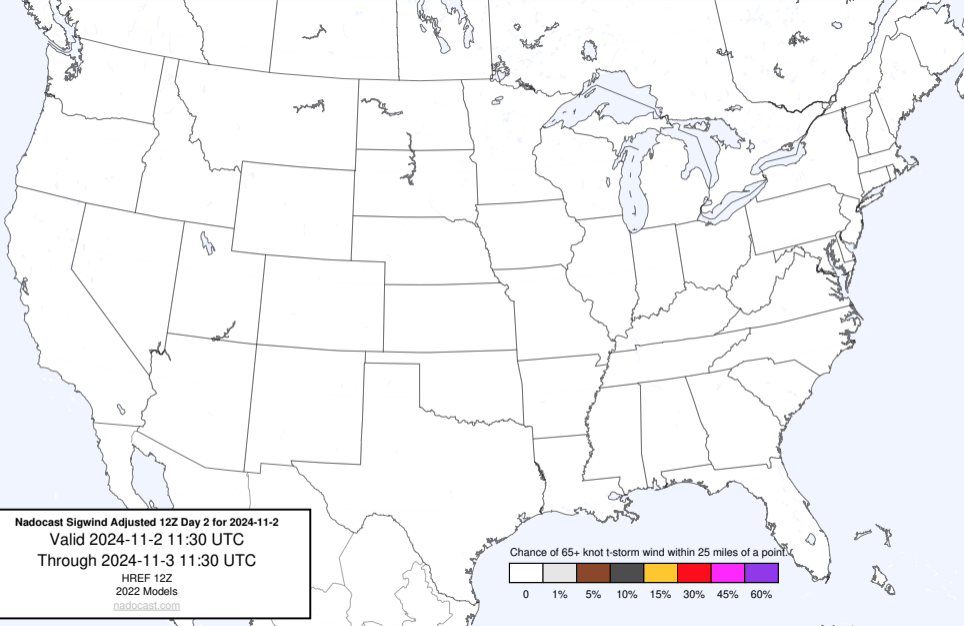 Nadocast Sigwind Adjusted 12Z Day 2 for 2024-11-2
Valid 2024-11-2 11:30 UTC
Through 2024-11-3 11:30 UTC
HREF 12Z
2022 Models
nadocast.com
Chance of 65+ knot t-storm wind within 25 miles of a point.
0 1% 5% 10% 15% 30% 45% 60%